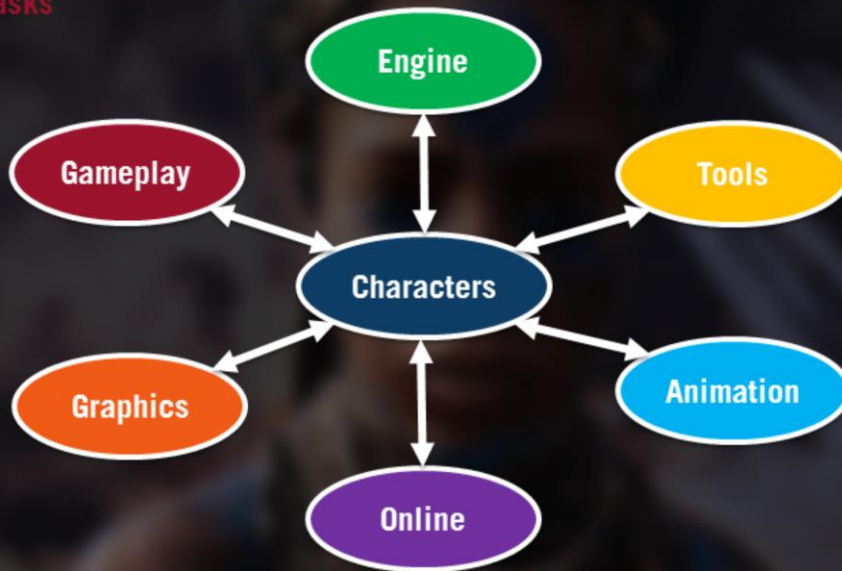 Engine
Gameplay
Tools
Characters
Graphics
Animation
Online